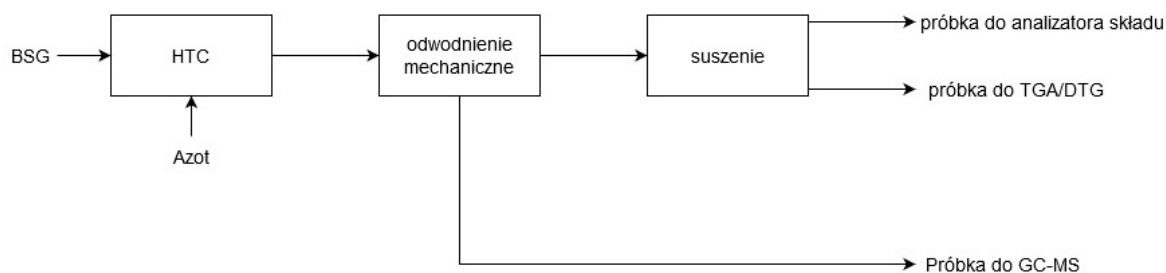 próbka do analizatora składu
BSG
HTC
odwodnienie
mechaniczne
suszenie
próbka do TGA/DTG
Azot
Próbka do GC-MS